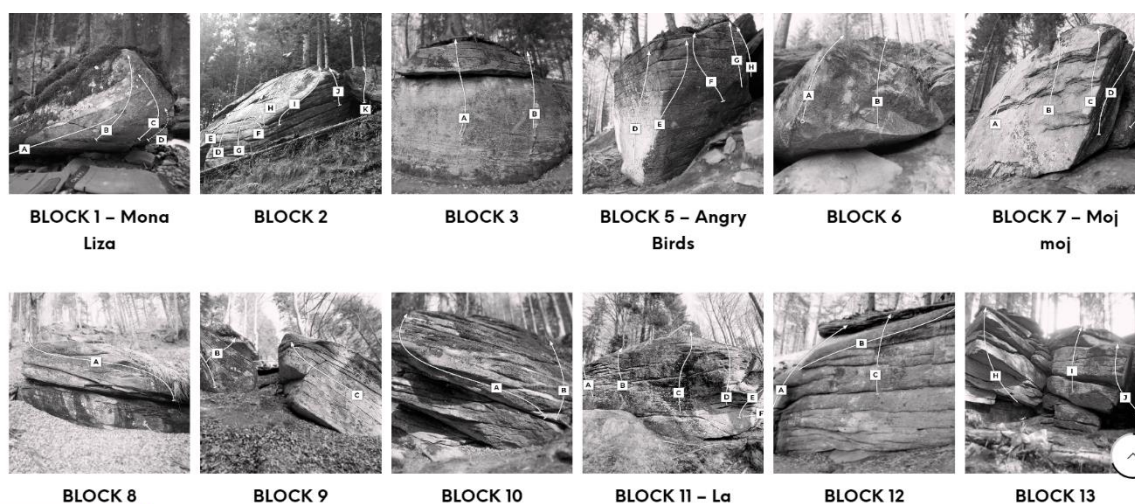 A
B
C
D
E
D
G
F
H
I
J
K
A
B
D
E
F
G
H
A
B
A
B
C
D
BLOCK 1 – Mona
Liza
BLOCK 2
BLOCK 3
BLOCK 5 – Angry
Birds
BLOCK 6
BLOCK 7 – Moj
moj
A
B
C
A
B
A
B
C
D
E
F
A
B
C
H
I
J
BLOCK 8
BLOCK 9
BLOCK 10
BLOCK 11 – La
BLOCK 12
BLOCK 13